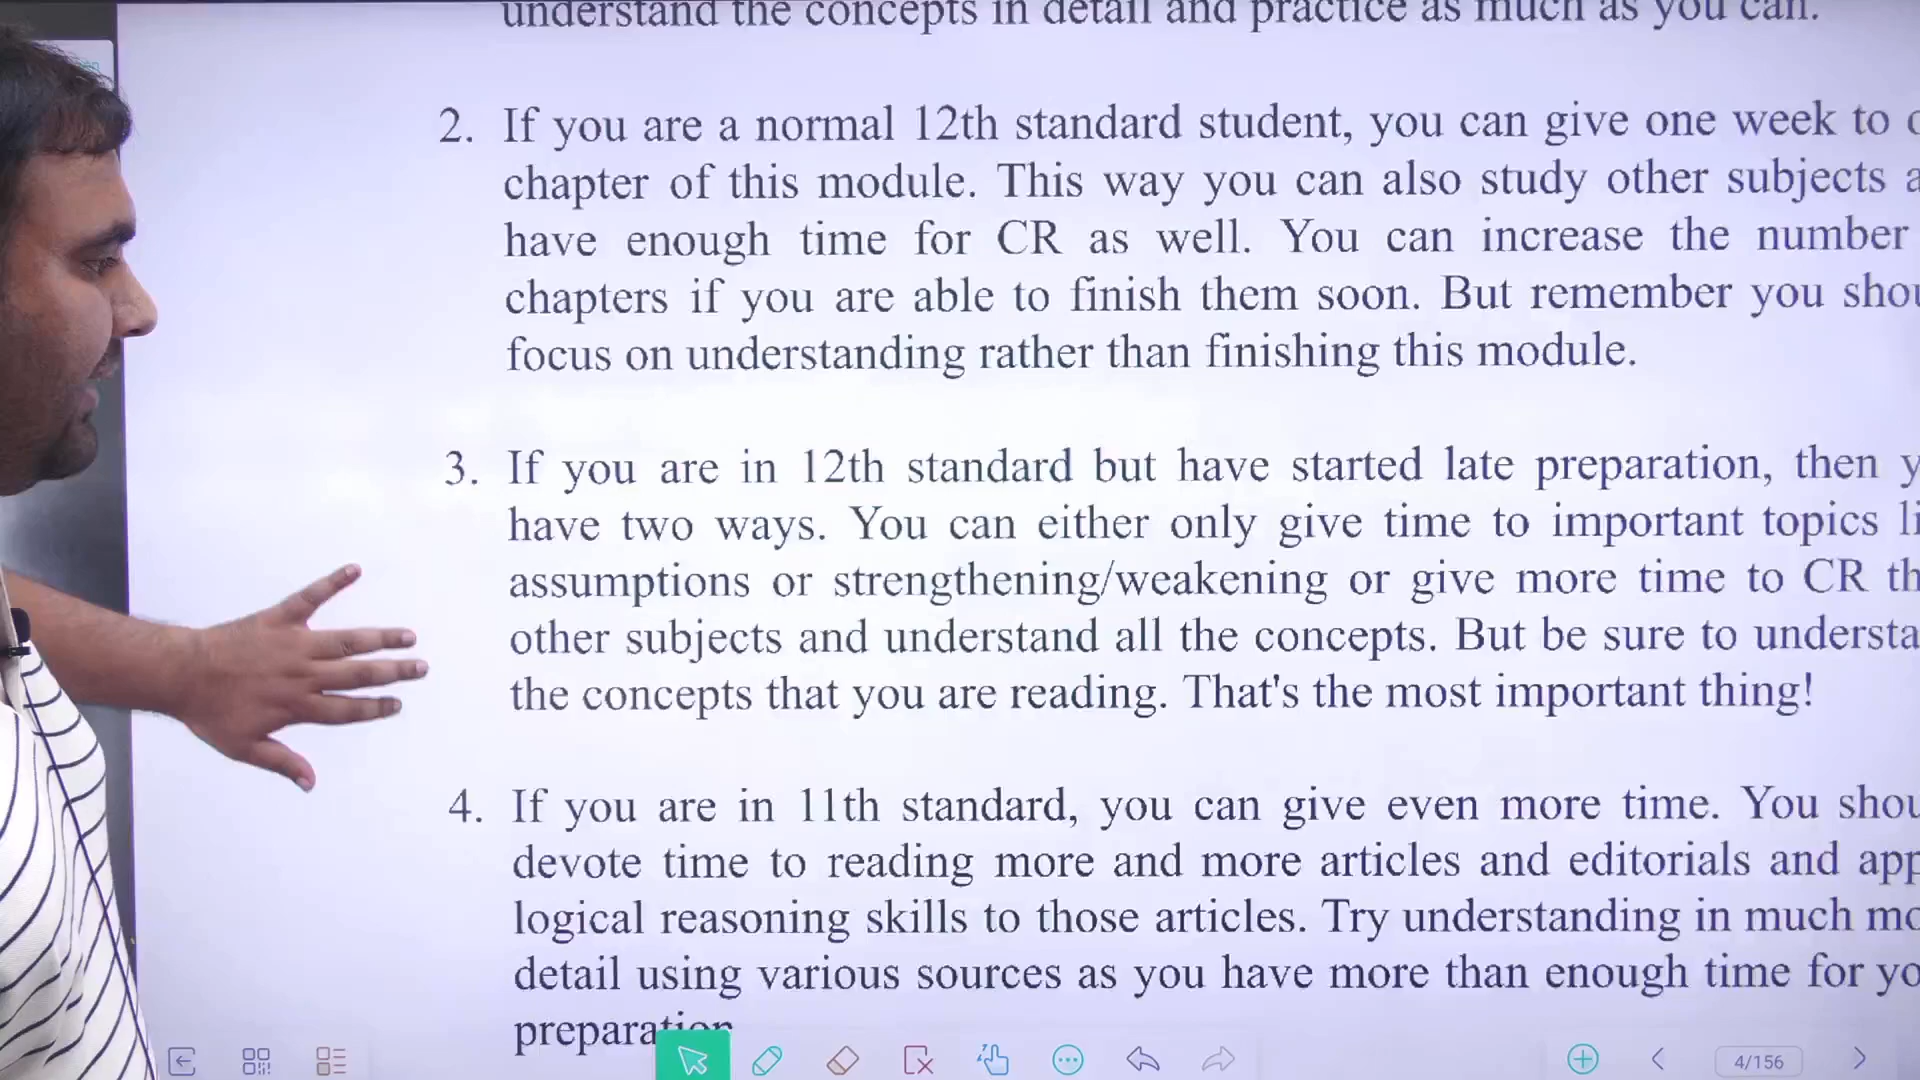 understand the concepts in detail and practice as much as you can.
2. If you are a normal 12th standard student, you can give one week to
chapter of this module. This way you can also study other subjects
have enough time for CR as well. You can increase the number
chapters if you are able to finish them soon. But remember you
focus on understanding rather than finishing this module.
3. If you are in 12th standard but have started late preparation, then
have two ways. You can either only give time to important topics
assumptions or strengthening/weakening or give more time to CR
other subjects and understand all the concepts. But be sure to
the concepts that you are reading. That's the most important thing!
4. If you are in 11th standard, you can give even more time. You
devote time to reading more and more articles and editorials and
logical reasoning skills to those articles. Try understanding in much
detail using various sources as you have more than enough time for
preparation
4/156